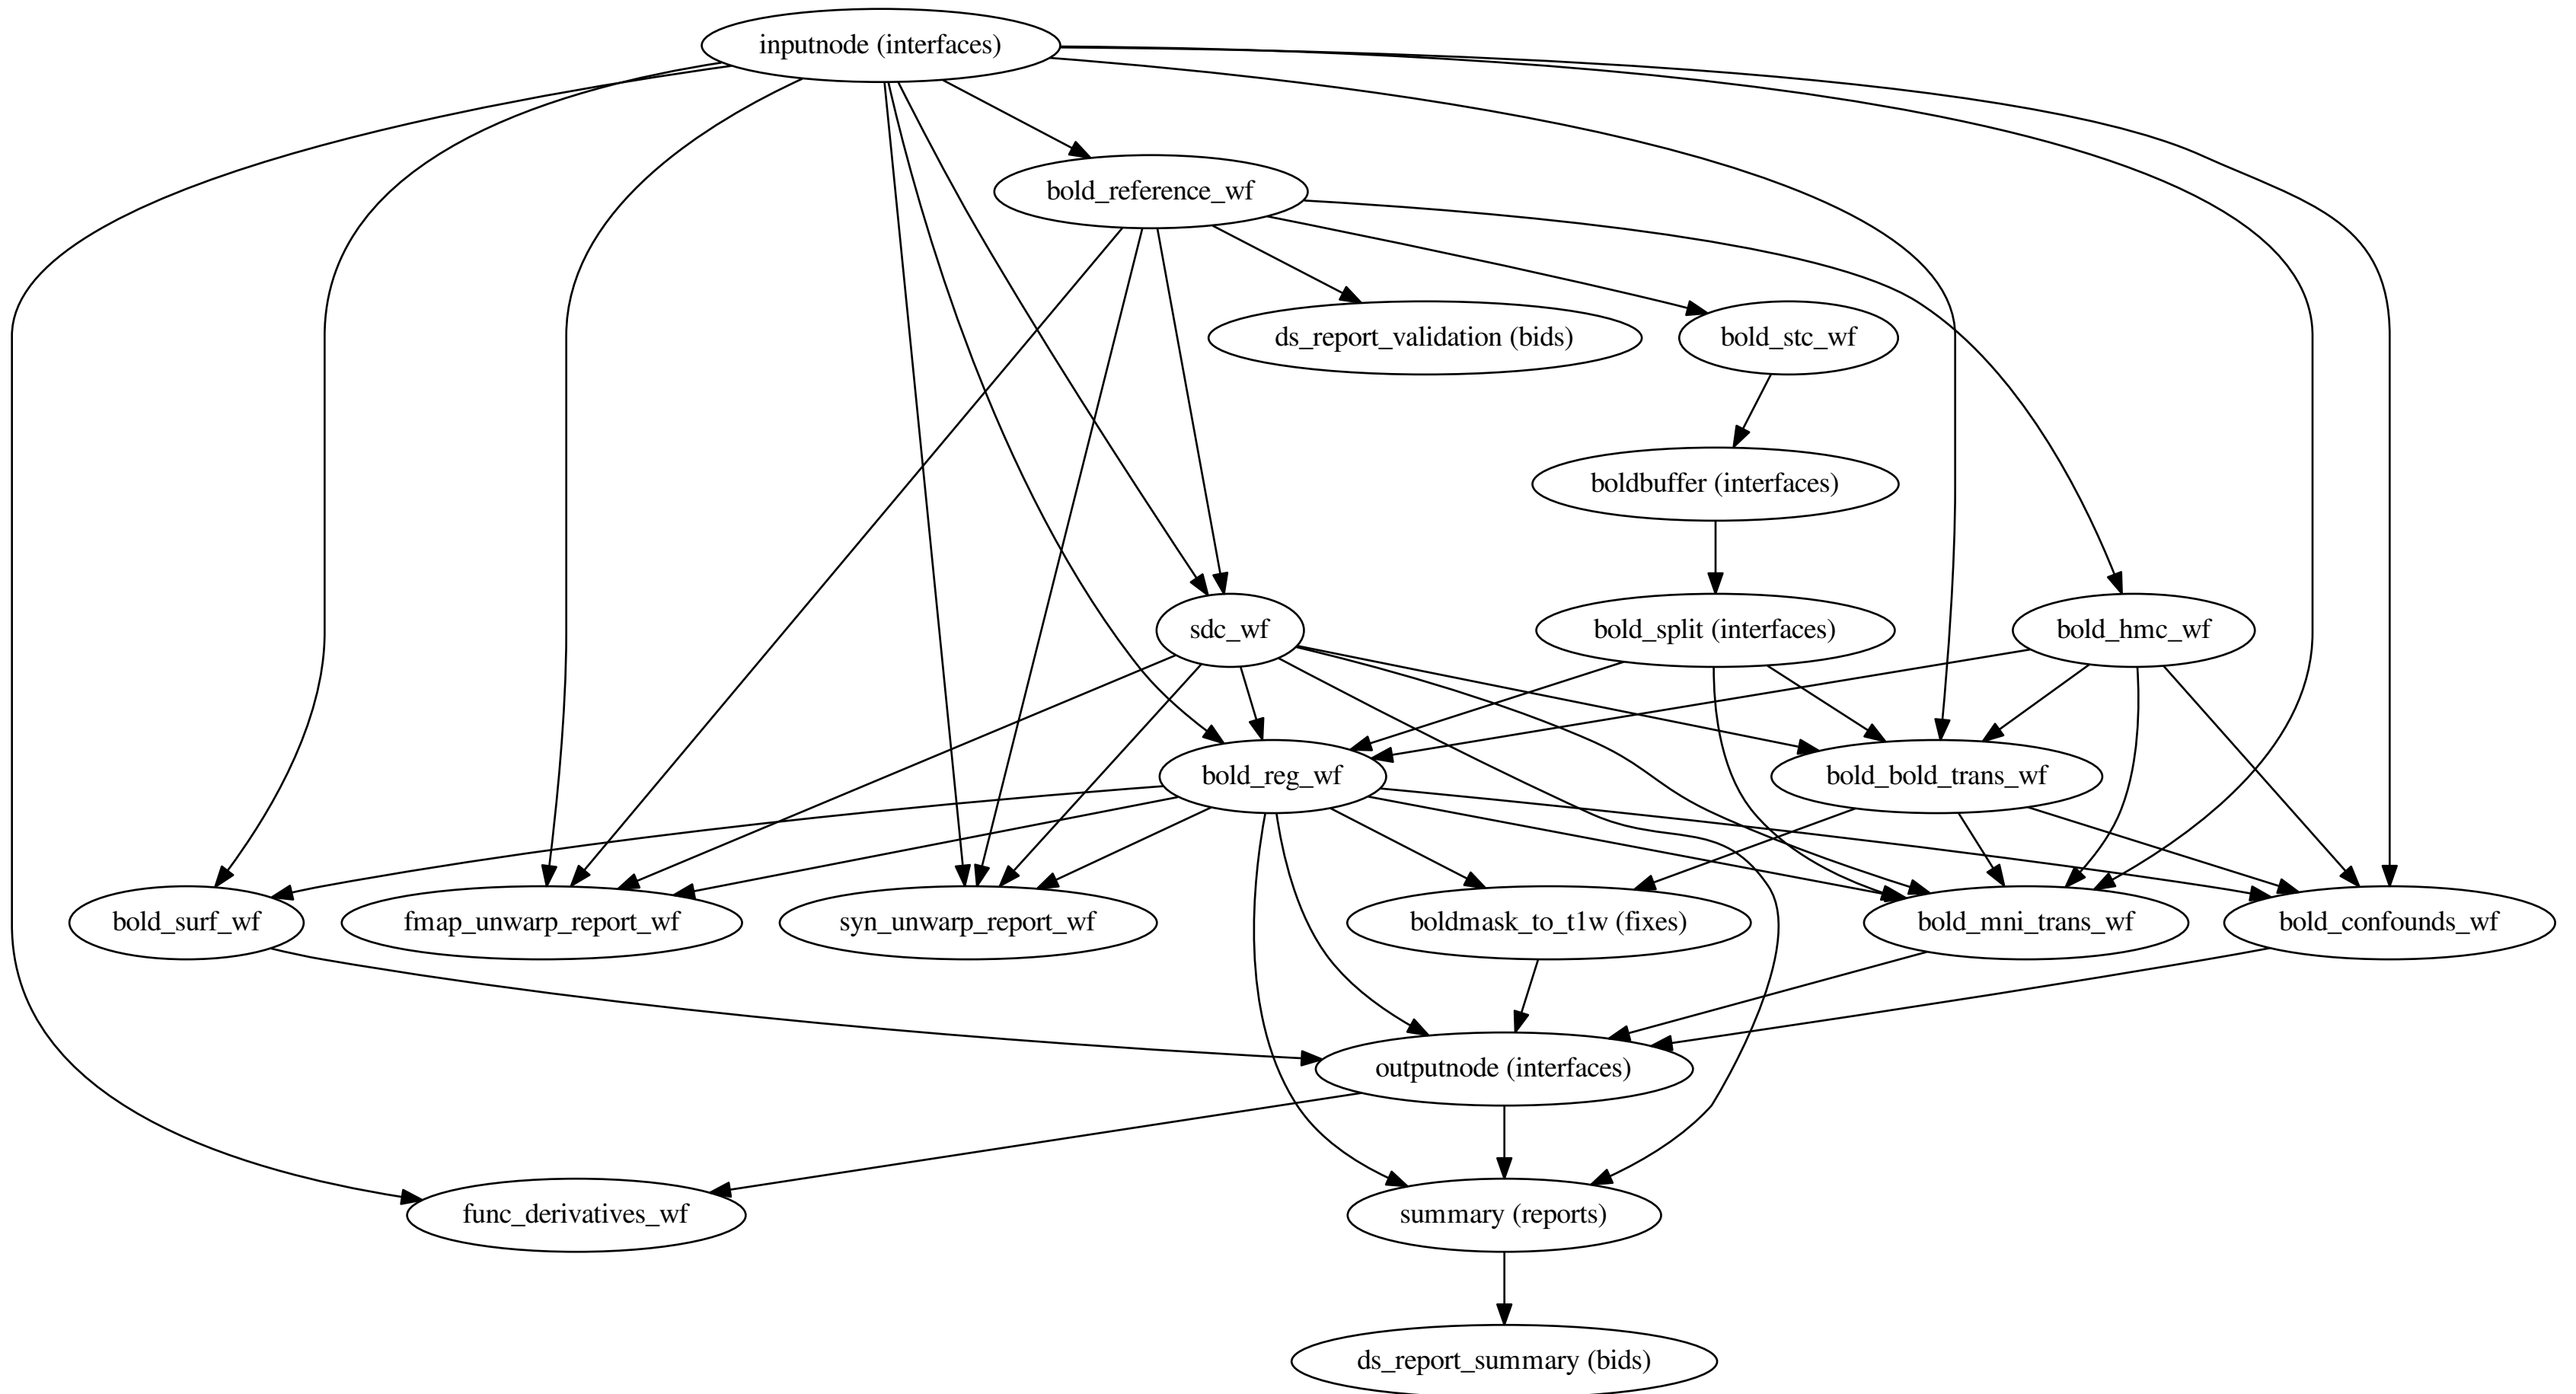 inputnode (interfaces)
bold_reference_wf
ds_report_validation (bids)
bold_stc_wf
boldbuffer (interfaces)
sdc_wf
bold_split (interfaces)
bold_hmc_wf
bold_reg_wf
bold_bold_trans_wf
bold_surf_wf
fmap_unwarp_report_wf
syn_unwarp_report_wf
boldmask_to_t1w (fixes)
bold_mni_trans_wf
bold_confounds_wf
outputnode (interfaces)
func_derivatives_wf
summary (reports)
ds_report_summary (bids)